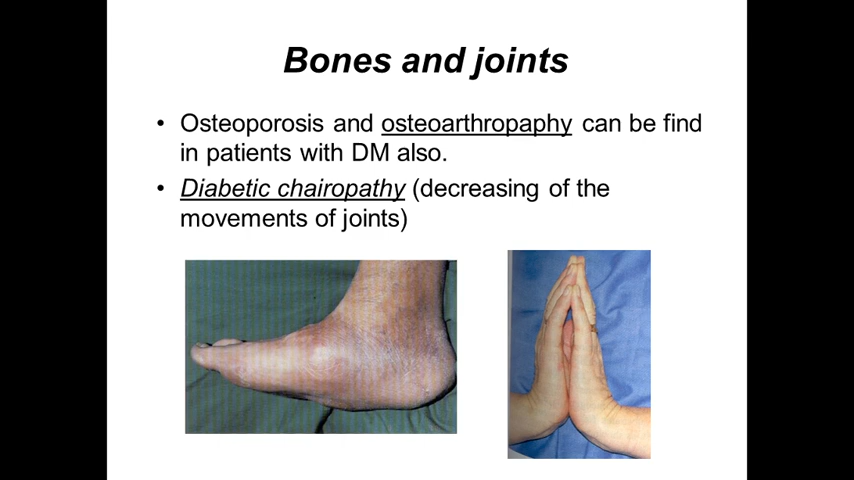 Bones and joints
• Osteoporosis and osteoarthropaphy can be find
in patients with DM also.
• Diabetic chairopathy (decreasing of the
movements of joints)